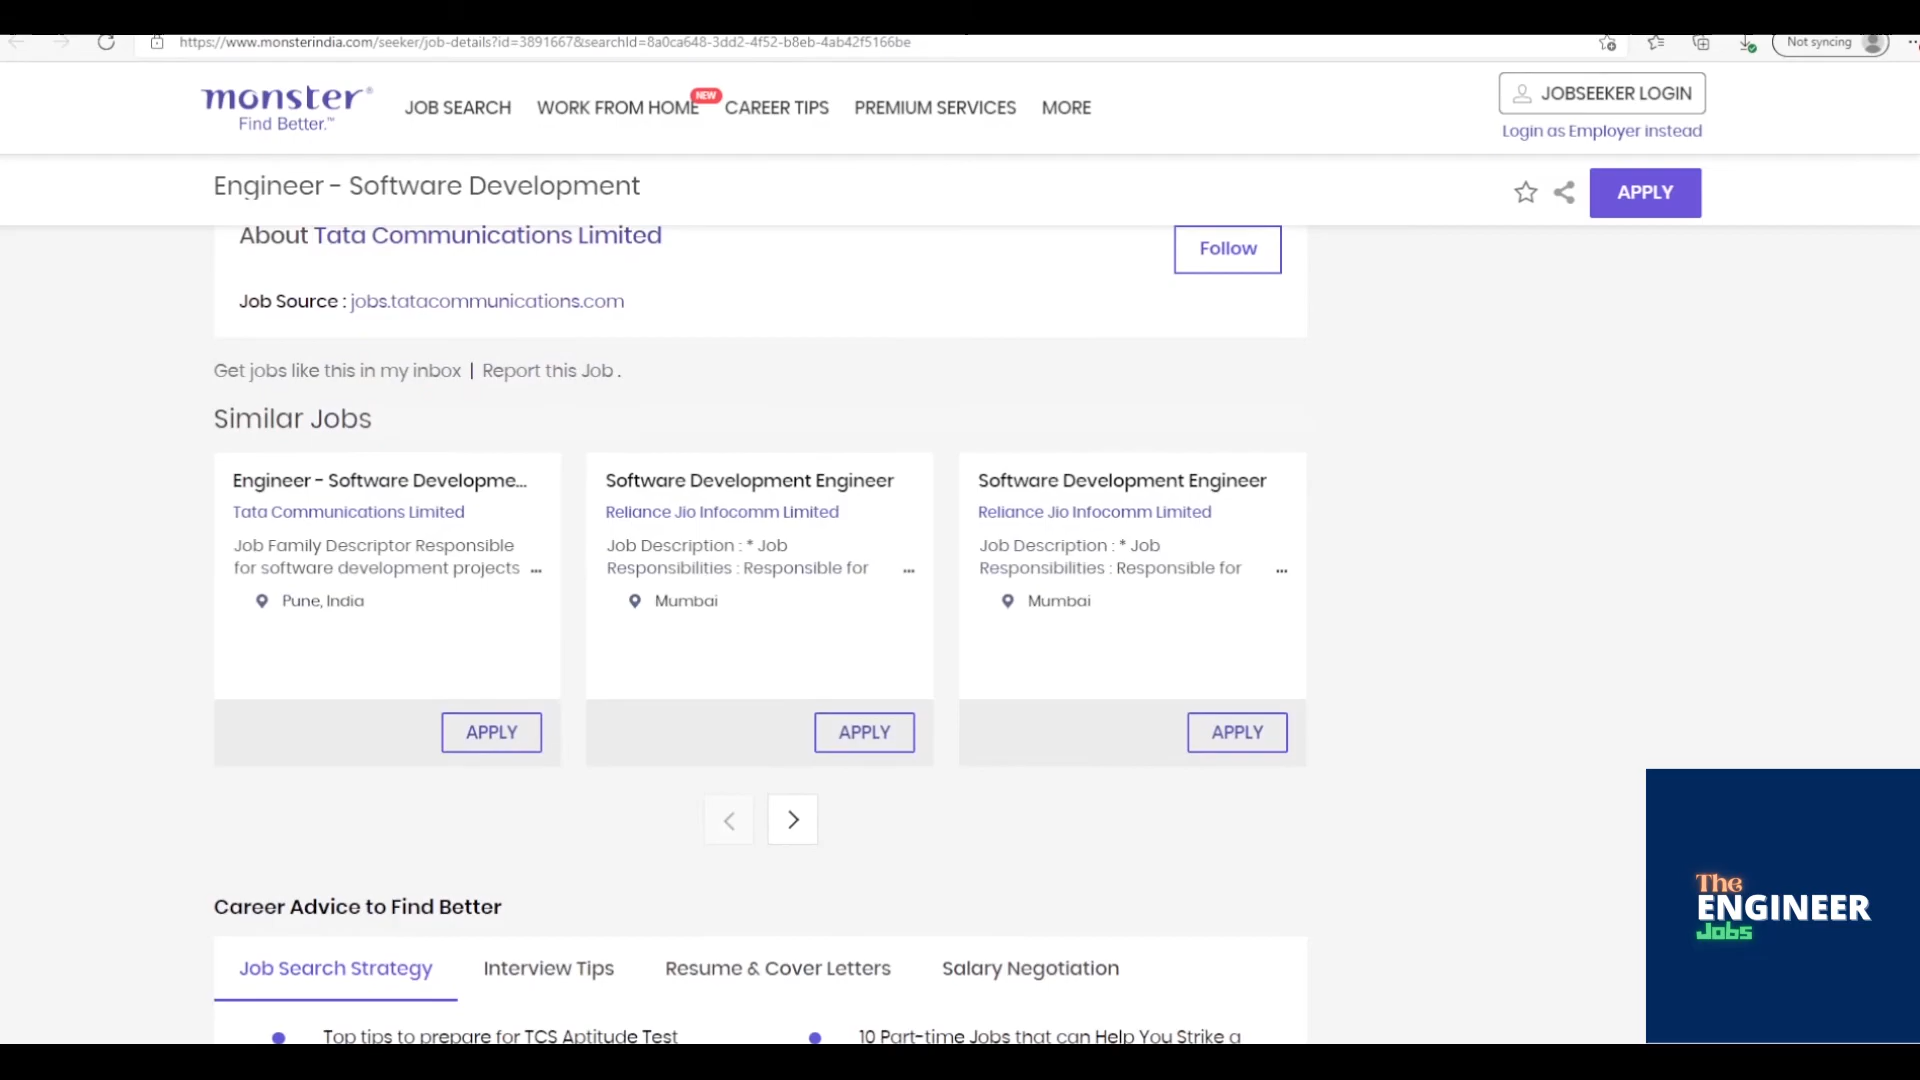 https://www.monsterindia.com/seeker/job-details?id=3891667&searchId=8a0ca648-3dd2-4f52-b8eb-4ab42f5166be
Not syncing
monster
Find Better.™
JOB SEARCH
WORK FROM HOME
NEW
CAREER TIPS
PREMIUM SERVICES
MORE
JOBSEEKER LOGIN
Login as Employer instead
Engineer - Software Development
APPLY
About Tata Communications Limited
Follow
Job Source : jobs.tatacommunications.com
Get jobs like this in my inbox | Report this Job .
Similar Jobs
Engineer - Software Developme...
Tata Communications Limited
Job Family Descriptor Responsible
for software development projects ...
Pune, India
APPLY
Software Development Engineer
Reliance Jio Infocomm Limited
Job Description : * Job
Responsibilities : Responsible for ...
Mumbai
APPLY
Software Development Engineer
Reliance Jio Infocomm Limited
Job Description : * Job
Responsibilities : Responsible for ...
Mumbai
APPLY
Career Advice to Find Better
Job Search Strategy
Interview Tips
Resume & Cover Letters
Salary Negotiation
Top tips to prepare for TCS Aptitude Test
10 Part-time Jobs that can Help You Strike a
The
ENGINEER
Jobs